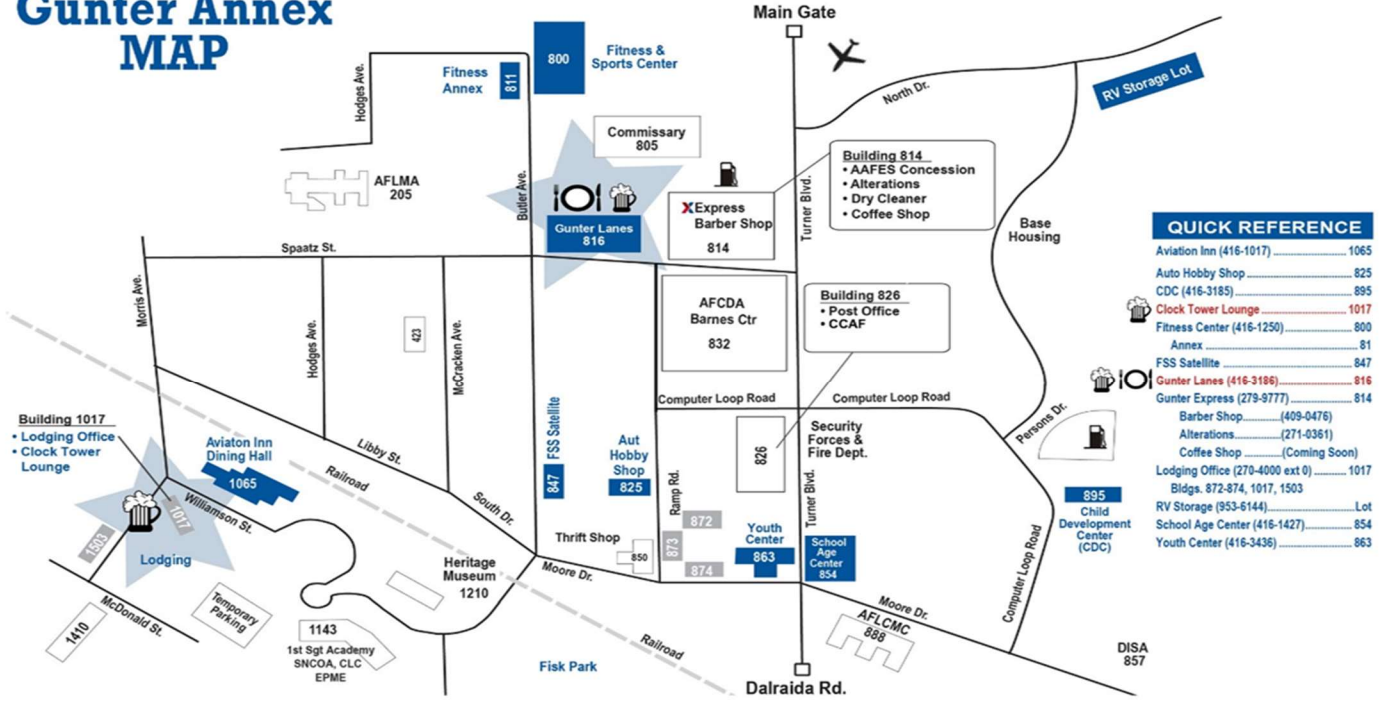 Gunter Annex
MAP
Main Gate
Fitness
Annex
811
800
Fitness &
Sports Center
Hodges Ave.
Commissary
805
North Dr.
RV Storage Lot
AFLMA
205
Butler Ave.
Gunter Lanes
816
XExpress
Barber Shop
814
Turner Blvd.
Building 814
• AAFES Concession
• Alterations
• Dry Cleaner
• Coffee Shop
Base
Housing
Spaatz St.
Morris Ave.
Hodges Ave.
423
McCracken Ave.
AFCDA
Barnes Ctr
832
Building 826
• Post Office
• CCAF
Computer Loop Road
Computer Loop Road
Persons Dr.
Building 1017
• Lodging Office
• Clock Tower
Lounge
Aviaton Inn
Dining Hall
1065
Libby St.
Railroad
South Dr.
847
FSS Satellite
Aut
Hobby
Shop
825
Ramp Rd.
826
Security
Forces &
Fire Dept.
Turner Blvd.
895
Child
Development
Center
(CDC)
1017
Williamson St.
1503
Lodging
Thrift Shop
850
872
873
874
Youth
Center
863
School
Age
Center
854
Computer Loop Road
Heritage
Museum
1210
Moore Dr.
Moore Dr.
McDonald St.
1410
Temporary
Parking
1143
1st Sgt Academy
SNCOA, CLC
EPME
Fisk Park
Railroad
AFLCMC
888
DISA
857
Dalraida Rd.
QUICK REFERENCE
Aviation Inn (416-1017) 1065
Auto Hobby Shop 825
CDC (416-3185) 895
Clock Tower Lounge 1017
Fitness Center (416-1250) 800
Annex 81
FSS Satellite 847
Gunter Lanes (416-3186) 816
Gunter Express (279-9777) 814
Barber Shop (409-0476)
Alterations (271-0361)
Coffee Shop (Coming Soon)
Lodging Office (270-4000 ext 0) 1017
Bldgs. 872-874, 1017, 1503
RV Storage (953-6144) Lot
School Age Center (416-1427) 854
Youth Center (416-3436) 863